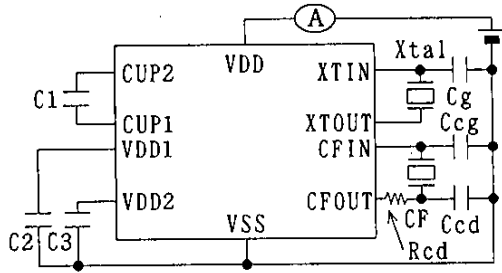 A
VDD
XTIN
Xtal
CUP2
C1
Cg
CUP1
XTOUT
Ccg
VDD1
CFIN
VDD2
CFOUT
CF
Ccd
C2
C3
VSS
Rcd